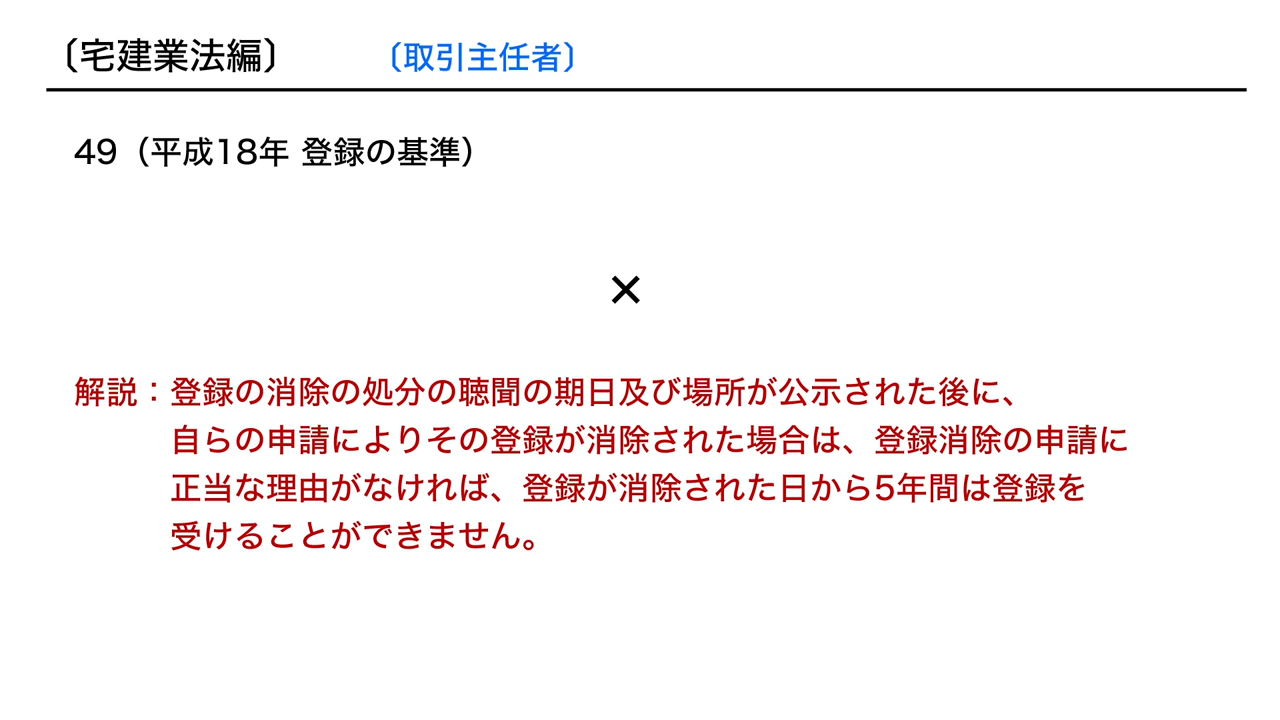 〔宅建業法編〕 〔取引主任者〕
49（平成18年 登録の基準）
×
解説：登録の消除の処分の聴聞の期日及び場所が公示された後に、
自らの申請によりその登録が消除された場合は、登録消除の申請に
正当な理由がなければ、登録が消除された日から5年間は登録を
受けることができません。